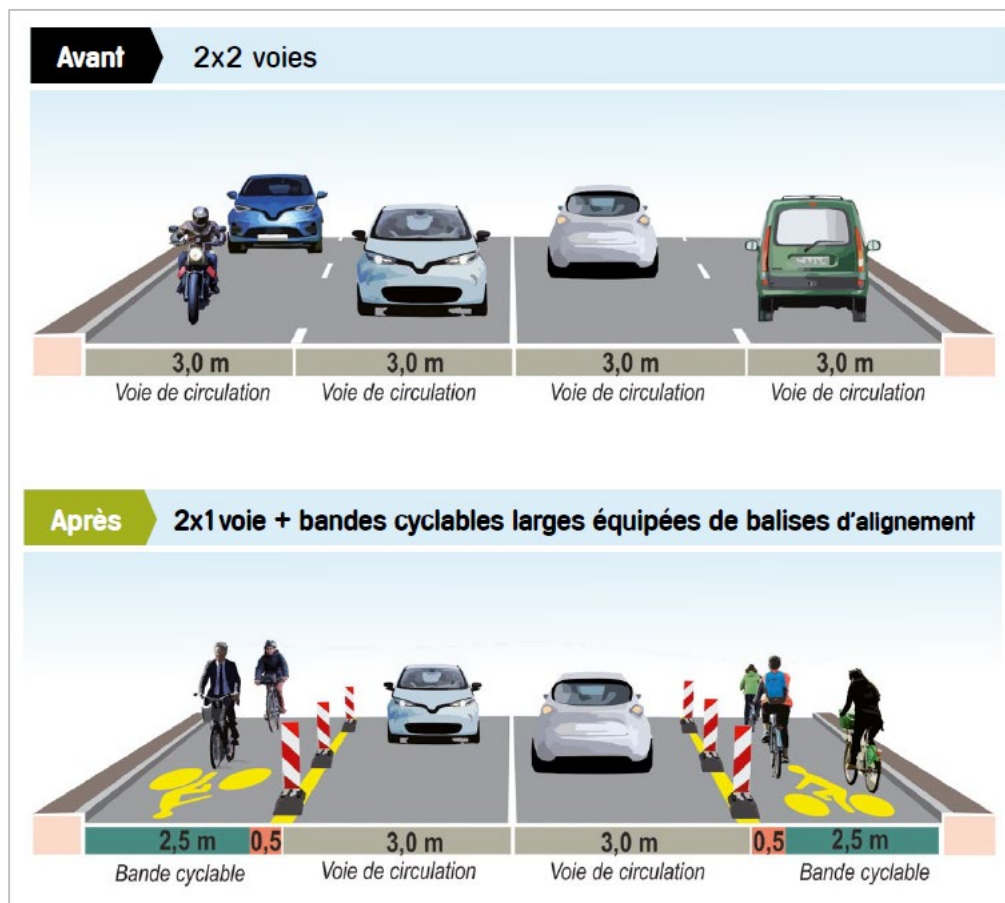 Avant 2x2 voies
3,0 m 3,0 m 3,0 m 3,0 m
Voie de circulation Voie de circulation Voie de circulation Voie de circulation
Après 2x1 voie + bandes cyclables larges équipées de balises d'alignement
2,5 m 0,5 3,0 m 3,0 m 0,5 2,5 m
Bande cyclable Voie de circulation Voie de circulation Bande cyclable